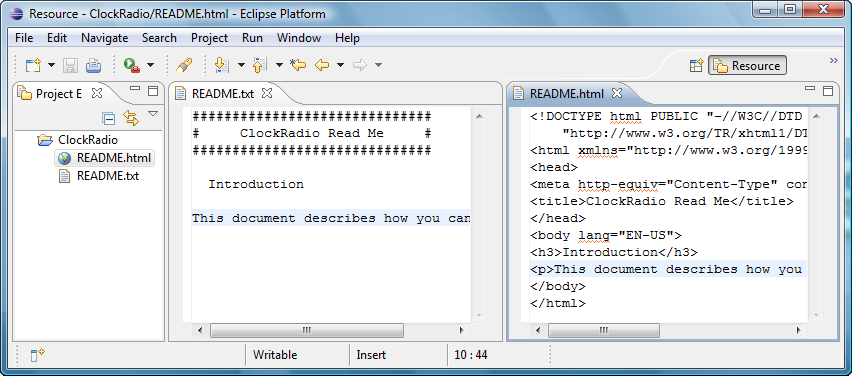 Resource - ClockRadio/README.html - Eclipse Platform
File Edit Navigate Search Project Run Window Help
Resource
Project E
ClockRadio
README.html
README.txt
README.txt
##############################
#     ClockRadio Read Me     #
##############################
Introduction
This document describes how you can
README.html
<!DOCTYPE html PUBLIC "-//W3C//DTD
"http://www.w3.org/TR/xhtml1/DT
<html xmlns="http://www.w3.org/1999
<head>
<meta http-equiv="Content-Type" con
<title>ClockRadio Read Me</title>
</head>
<body lang="EN-US">
<h3>Introduction</h3>
<p>This document describes how you
</body>
</html>
Writable Insert 10 : 44